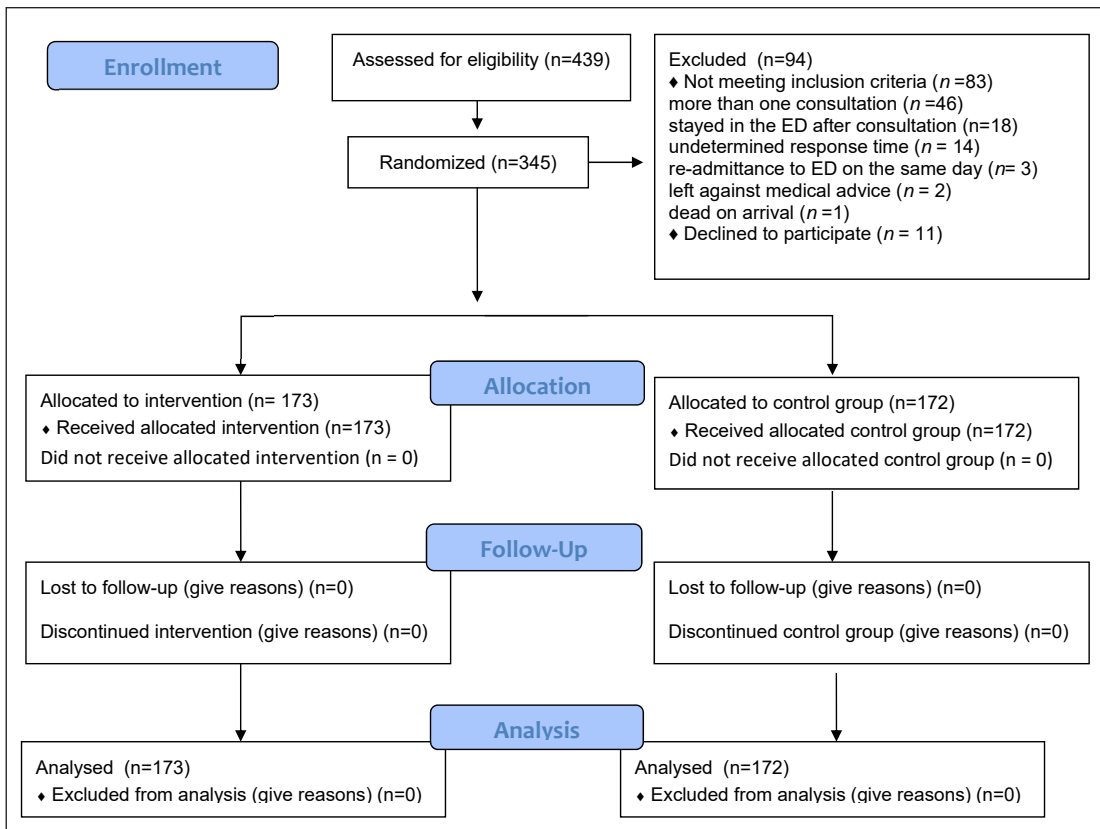 Enrollment
Assessed for eligibility (n=439)
Excluded (n=94)
♦ Not meeting inclusion criteria (n =83)
more than one consultation (n =46)
stayed in the ED after consultation (n=18)
undetermined response time (n = 14)
re-admittance to ED on the same day (n= 3)
left against medical advice (n = 2)
dead on arrival (n =1)
♦ Declined to participate (n = 11)
Randomized (n=345)
Allocation
Allocated to intervention (n= 173)
♦ Received allocated intervention (n=173)
Did not receive allocated intervention (n = 0)
Allocated to control group (n=172)
♦ Received allocated control group (n=172)
Did not receive allocated control group (n = 0)
Follow-Up
Lost to follow-up (give reasons) (n=0)
Discontinued intervention (give reasons) (n=0)
Lost to follow-up (give reasons) (n=0)
Discontinued control group (give reasons) (n=0)
Analysis
Analysed (n=173)
♦ Excluded from analysis (give reasons) (n=0)
Analysed (n=172)
♦ Excluded from analysis (give reasons) (n=0)